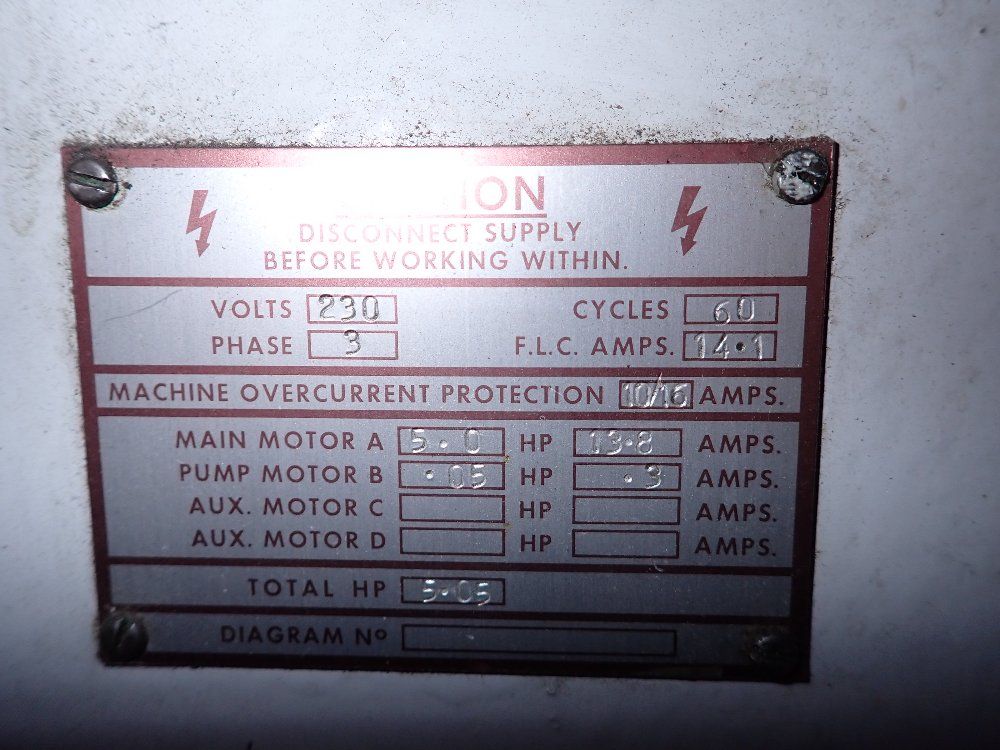 ION
DISCONNECT SUPPLY
BEFORE WORKING WITHIN.
VOLTS 230 CYCLES 60
PHASE 3 F.L.C. AMPS. 14.1
MACHINE OVERCURRENT PROTECTION 10/16 AMPS.
MAIN MOTOR A 5.0 HP 13.8 AMPS.
PUMP MOTOR B .05 HP .3 AMPS.
AUX. MOTOR C HP AMPS.
AUX. MOTOR D HP AMPS.
TOTAL HP 5.05
DIAGRAM Nº